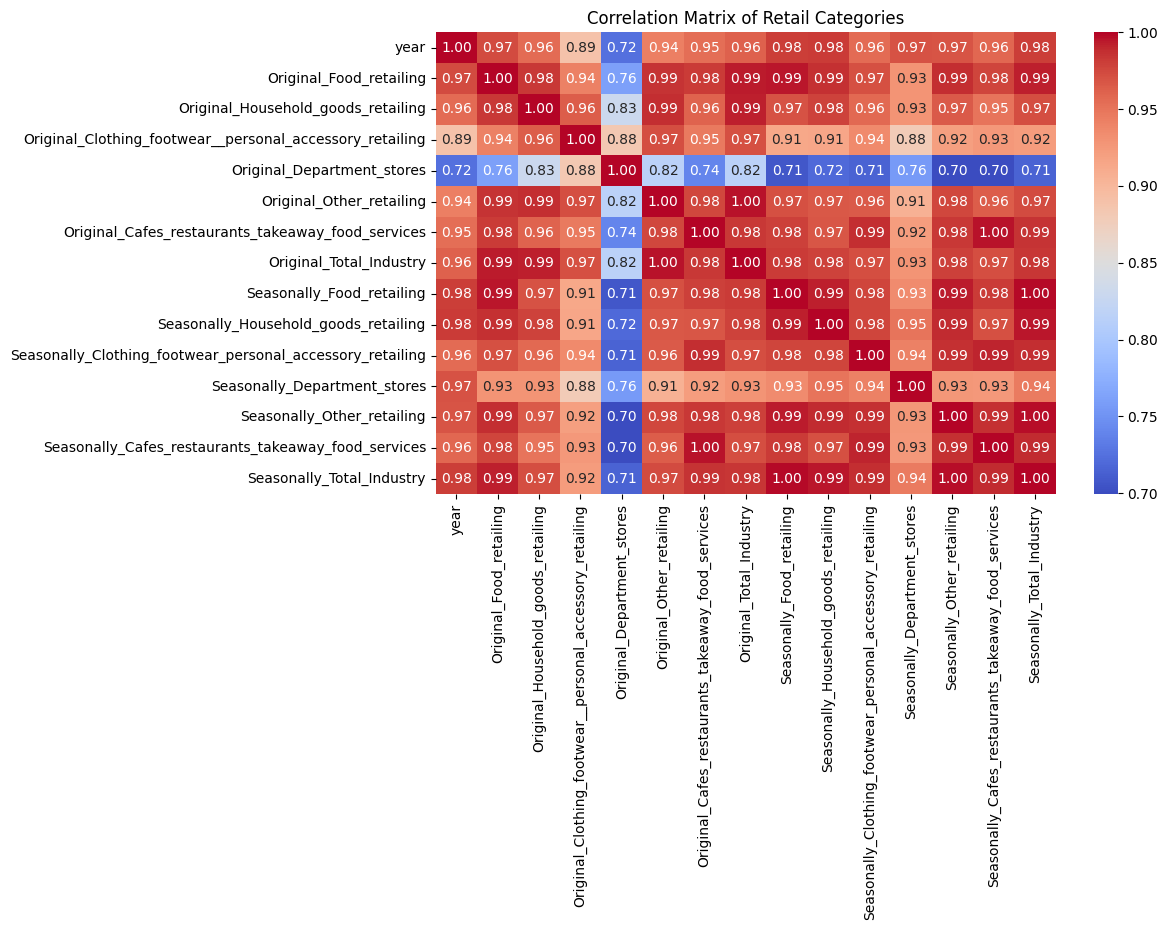 Correlation Matrix of Retail Categories
year 1.00 0.97 0.96 0.89 0.72 0.94 0.95 0.96 0.98 0.98 0.96 0.97 0.97 0.96 0.98
Original_Food_retailing 0.97 1.00 0.98 0.94 0.76 0.99 0.98 0.99 0.99 0.99 0.97 0.93 0.99 0.98 0.99
Original_Household_goods_retailing 0.96 0.98 1.00 0.96 0.83 0.99 0.96 0.99 0.97 0.98 0.96 0.93 0.97 0.95 0.97
Original_Clothing_footwear__personal_accessory_retailing 0.89 0.94 0.96 1.00 0.88 0.97 0.95 0.97 0.91 0.91 0.94 0.88 0.92 0.93 0.92
Original_Department_stores 0.72 0.76 0.83 0.88 1.00 0.82 0.74 0.82 0.71 0.72 0.71 0.76 0.70 0.70 0.71
Original_Other_retailing 0.94 0.99 0.99 0.97 0.82 1.00 0.98 1.00 0.97 0.97 0.96 0.91 0.98 0.96 0.97
Original_Cafes_restaurants_takeaway_food_services 0.95 0.98 0.96 0.95 0.74 0.98 1.00 0.98 0.98 0.97 0.99 0.92 0.98 1.00 0.99
Original_Total_Industry 0.96 0.99 0.99 0.97 0.82 1.00 0.98 1.00 0.98 0.98 0.97 0.93 0.98 0.97 0.98
Seasonally_Food_retailing 0.98 0.99 0.97 0.91 0.71 0.97 0.98 0.98 1.00 0.99 0.98 0.93 0.99 0.98 1.00
Seasonally_Household_goods_retailing 0.98 0.99 0.98 0.91 0.72 0.97 0.97 0.98 0.99 1.00 0.98 0.95 0.99 0.97 0.99
Seasonally_Clothing_footwear_personal_accessory_retailing 0.96 0.97 0.96 0.94 0.71 0.96 0.99 0.97 0.98 0.98 1.00 0.94 0.99 0.99 0.99
Seasonally_Department_stores 0.97 0.93 0.93 0.88 0.76 0.91 0.92 0.93 0.93 0.95 0.94 1.00 0.93 0.93 0.94
Seasonally_Other_retailing 0.97 0.99 0.97 0.92 0.70 0.98 0.98 0.98 0.99 0.99 0.99 0.93 1.00 0.99 1.00
Seasonally_Cafes_restaurants_takeaway_food_services 0.96 0.98 0.95 0.93 0.70 0.96 1.00 0.97 0.98 0.97 0.99 0.93 0.99 1.00 0.99
Seasonally_Total_Industry 0.98 0.99 0.97 0.92 0.71 0.97 0.99 0.98 1.00 0.99 0.99 0.94 1.00 0.99 1.00
year
Original_Food_retailing
Original_Household_goods_retailing
Original_Clothing_footwear__personal_accessory_retailing
Original_Department_stores
Original_Other_retailing
Original_Cafes_restaurants_takeaway_food_services
Original_Total_Industry
Seasonally_Food_retailing
Seasonally_Household_goods_retailing
Seasonally_Clothing_footwear_personal_accessory_retailing
Seasonally_Department_stores
Seasonally_Other_retailing
Seasonally_Cafes_restaurants_takeaway_food_services
Seasonally_Total_Industry
1.00
0.95
0.90
0.85
0.80
0.75
0.70